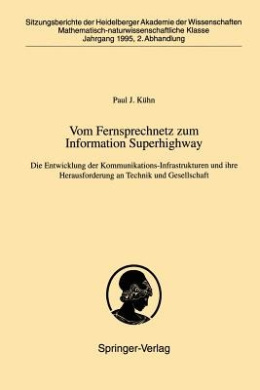 Sitzungsberichte der Heidelberger Akademie der Wissenschaften
Mathematisch-naturwissenschaftliche Klasse
Jahrgang 1995, 2. Abhandlung
Paul J. Kühn
Vom Fernsprechnetz zum
Information Superhighway
Die Entwicklung der Kommunikations-Infrastrukturen und ihre
Herausforderung an Technik und Gesellschaft
Springer-Verlag